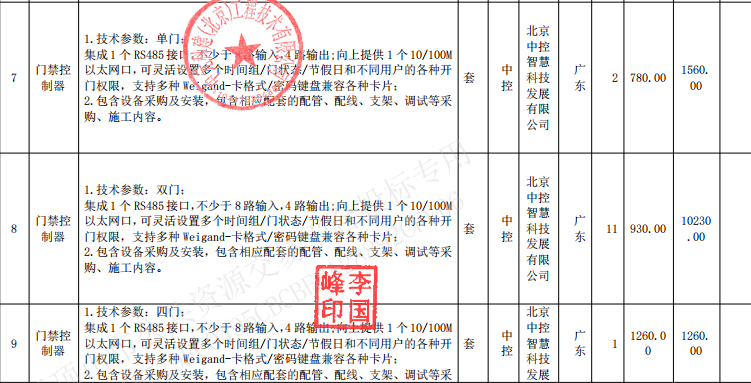 7
门禁控
制器
1.技术参数: 单门;
集成1个RS485接口,不少于 路输入,4路输出;向上提供1个10/100M
以太网口,可灵活设置多个时间组/门状态/节假日和不同用户的各种开
门权限, 支持多种Weigand-卡格式/密码键盘兼容各种卡片;
2.包含设备采购及安装, 包含相应配套的配管、配线、支架、调试等采
购、施工内容。
套
中
控
北京
中控
智慧
科技
发展
有限
公司
广
东
2
780.00
1560.
00
8
门禁控
制器
1.技术参数: 双门;
集成1个RS485接口,不少于8路输入,4路输出;向上提供1个10/100M
以太网口,可灵活设置多个时间组/门状态/节假日和不同用户的各种开
门权限, 支持多种Weigand-卡格式/密码键盘兼容各种卡片;
2.包含设备采购及安装, 包含相应配套的配管、配线、支架、调试等采
购、施工内容。
套
中
控
北京
中控
智慧
科技
发展
有限
公司
广
东
11
930.00
10230
.00
9
门禁控
制器
1.技术参数: 四门;
集成1个RS485接口,不少于8路输入,4路输出;向上提供1个10/100M
以太网口,可灵活设置多个时间组/门状态/节假日和不同用户的各种开
门权限, 支持多种Weigand-卡格式/密码键盘兼容各种卡片;
2.包含设备采购及安装, 包含相应配套的配管、配线、支架、调试等采
套
中
控
北京
中控
智慧
科技
发展
广
东
1
1260.0
0
1260.
00
李国
峰印